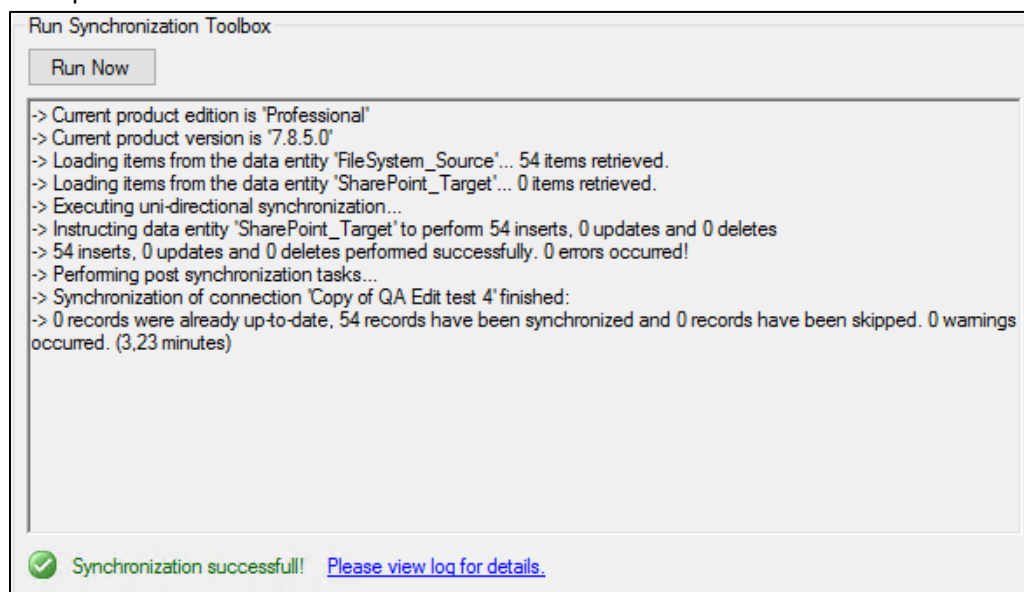 Run Synchronization Toolbox
Run Now
-> Current product edition is 'Professional'
-> Current product version is '7.8.5.0'
-> Loading items from the data entity 'FileSystem_Source'... 54 items retrieved.
-> Loading items from the data entity 'SharePoint_Target'... 0 items retrieved.
-> Executing uni-directional synchronization...
-> Instructing data entity 'SharePoint_Target' to perform 54 inserts, 0 updates and 0 deletes
-> 54 inserts, 0 updates and 0 deletes performed successfully. 0 errors occurred!
-> Performing post synchronization tasks...
-> Synchronization of connection 'Copy of QA Edit test 4' finished:
-> 0 records were already up-to-date, 54 records have been synchronized and 0 records have been skipped. 0 warnings
occurred. (3,23 minutes)
Synchronization successfull! Please view log for details.